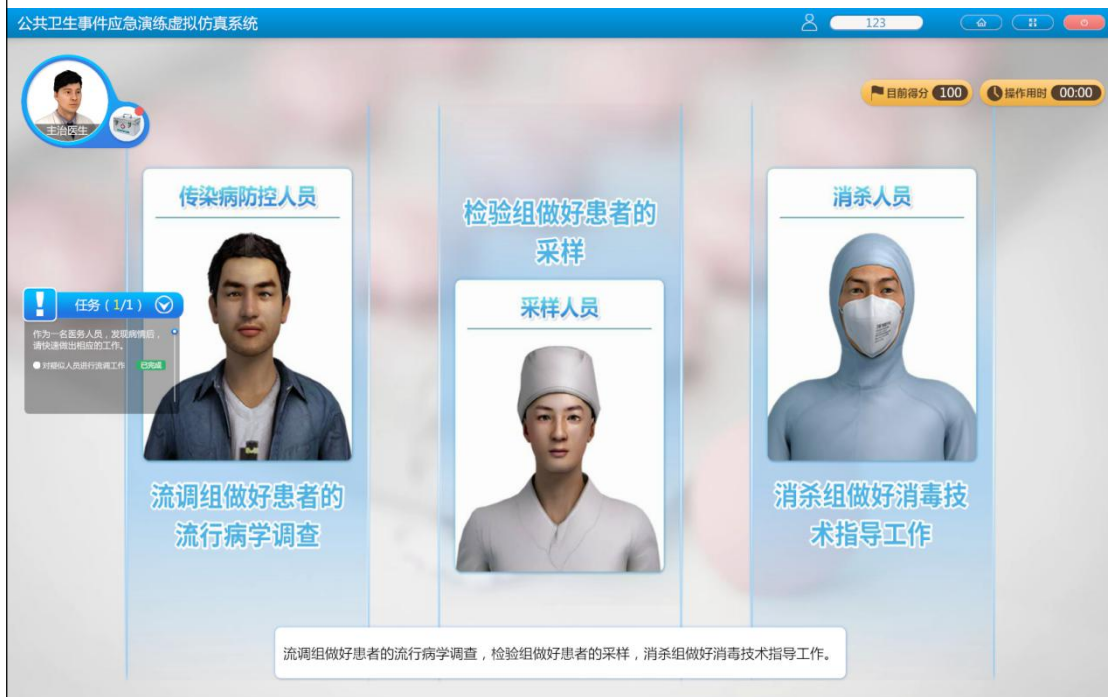 公共卫生事件应急演练虚拟仿真系统
123
主治医生
目前得分 100
操作用时 00:00
传染病防控人员
流调组做好患者的
流行病学调查
检验组做好患者的
采样
采样人员
消杀人员
消杀组做好消毒技
术指导工作
任务(1/1)
作为一名医务人员,发现病情后,
请快速做出相应的工作。
对疑似人员进行流调工作 已完成
流调组做好患者的流行病学调查,检验组做好患者的采样,消杀组做好消毒技术指导工作。